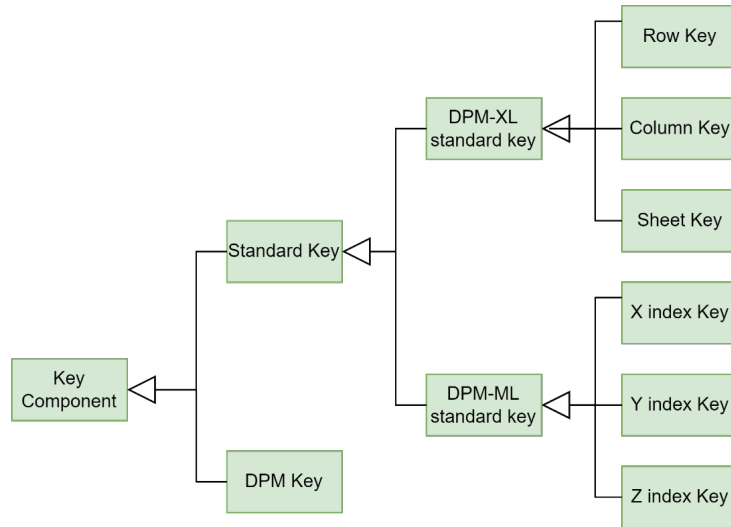 Row Key
DPM-XL
standard key
Column Key
Sheet Key
Standard Key
X index Key
Key
Component
DPM-ML
standard key
Y index Key
DPM Key
Z index Key